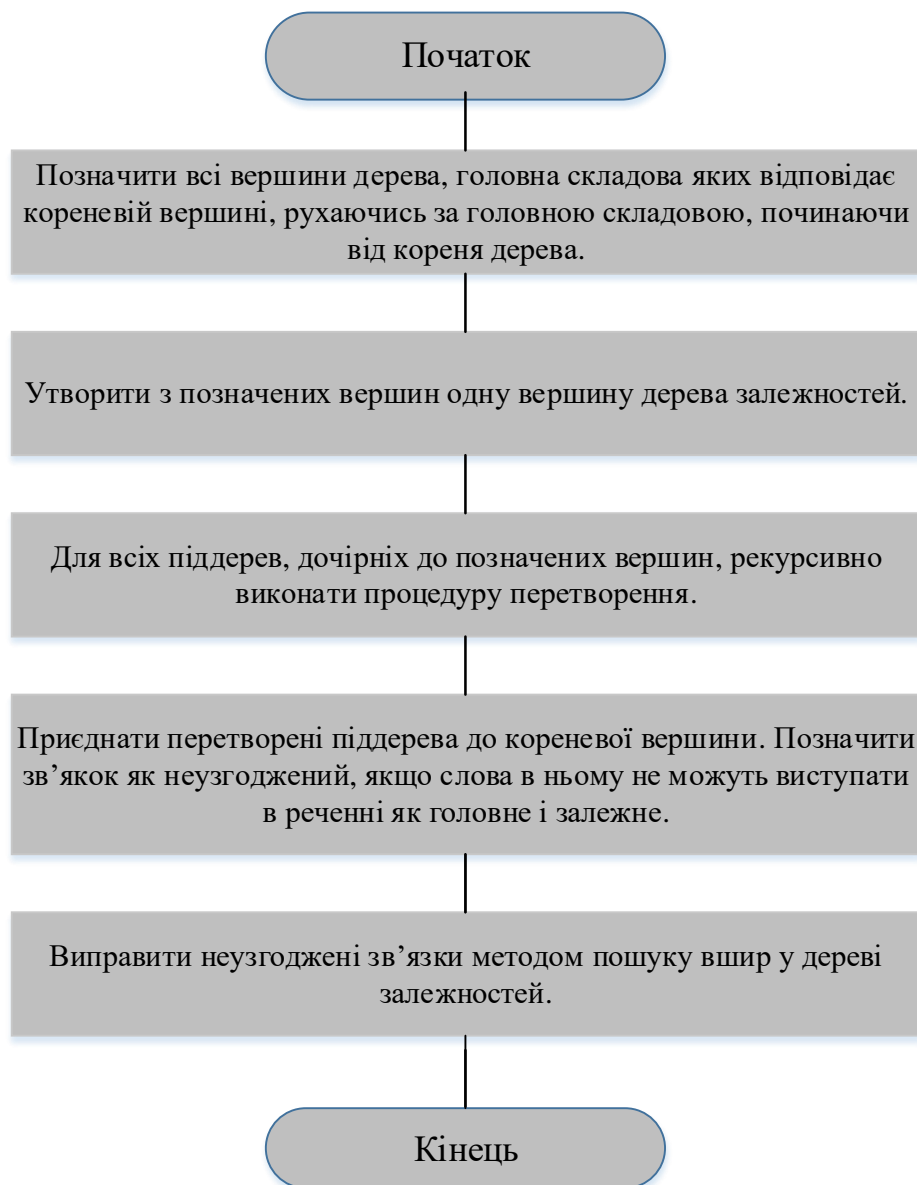 Початок
Позначити всі вершини дерева, головна складова яких відповідає
кореневій вершині, рухаючись за головною складовою, починаючи
від кореня дерева.
Утворити з позначених вершин одну вершину дерева залежностей.
Для всіх піддерев, дочірніх до позначених вершин, рекурсивно
виконати процедуру перетворення.
Приєднати перетворені піддерева до кореневої вершини. Позначити
зв’якок як неузгоджений, якщо слова в ньому не можуть виступати
в реченні як головне і залежне.
Виправити неузгоджені зв’язки методом пошуку вшир у дереві
залежностей.
Кінець